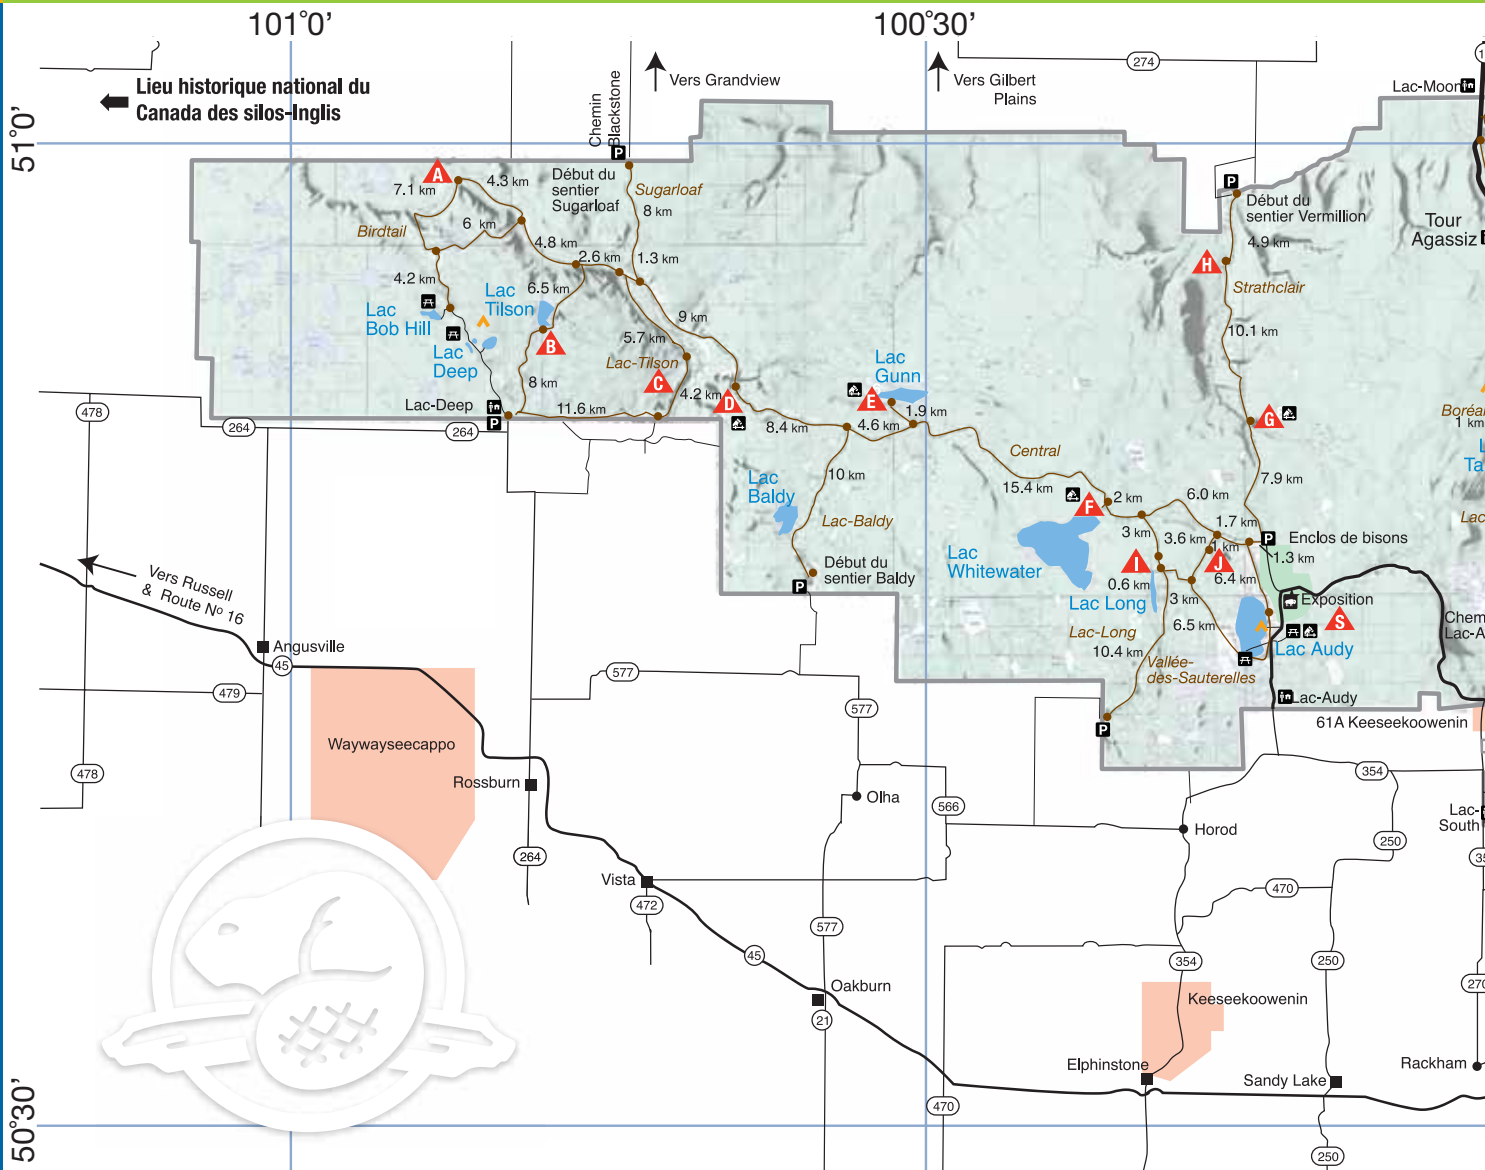 101°0’
100°30’
51°0’
50°30’
Lieu historique national du
Canada des silos-Inglis
Chemin
Blackstone
Vers Grandview
Vers Gilbert
Plains
274
Lac-Moon
P
A
7.1 km
4.3 km
Début du
sentier
Sugarloaf
Sugarloaf
8 km
Birdtail
6 km
4.8 km
2.6 km
1.3 km
4.2 km
6.5 km
Lac
Tilson
Lac
Bob Hill
Lac
Deep
B
9 km
5.7 km
Lac-Tilson
C
4.2 km
D
8 km
11.6 km
Lac-Deep
P
P
Début du
sentier Vermillion
4.9 km
H
Strathclair
10.1 km
G
7.9 km
Tour
Agassiz
Lac
Gunn
E
1.9 km
8.4 km
4.6 km
10 km
Lac
Baldy
Lac-Baldy
Début du
sentier Baldy
P
Central
15.4 km
F
2 km
6.0 km
1.7 km
3 km
3.6 km
1 km
P
Enclos de bisons
1.3 km
Lac
Whitewater
I
J
0.6 km
6.4 km
Lac Long
3 km
6.5 km
Exposition
S
Lac-Long
10.4 km
Vallée-
des-Sauterelles
Lac Audy
Lac-Audy
P
1 km
Lac
61A Keeseekoowenin
478
264
264
Vers Russell
& Route Nº 16
Angusville
45
479
478
Waywayseecappo
Rossburn
264
577
577
Olha
566
Horod
354
250
470
Lac-
South
Vista
472
577
45
Oakburn
21
354
250
Keeseekoowenin
Elphinstone
Sandy Lake
Rackham
470
250